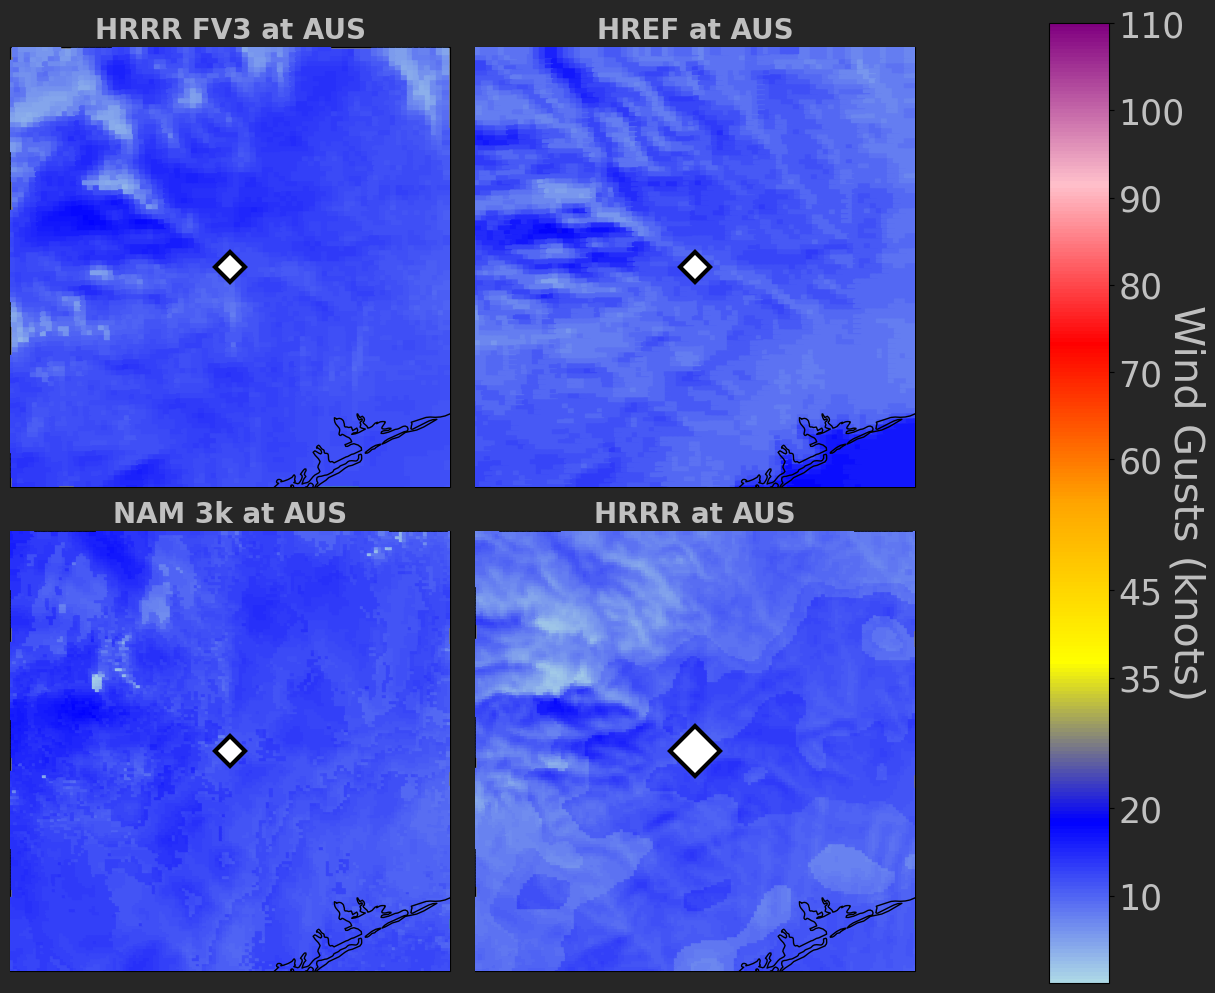 HRRR FV3 at AUS
HREF at AUS
NAM 3k at AUS
HRRR at AUS
110
100
90
80
70
60
45
35
20
10
Wind Gusts (knots)